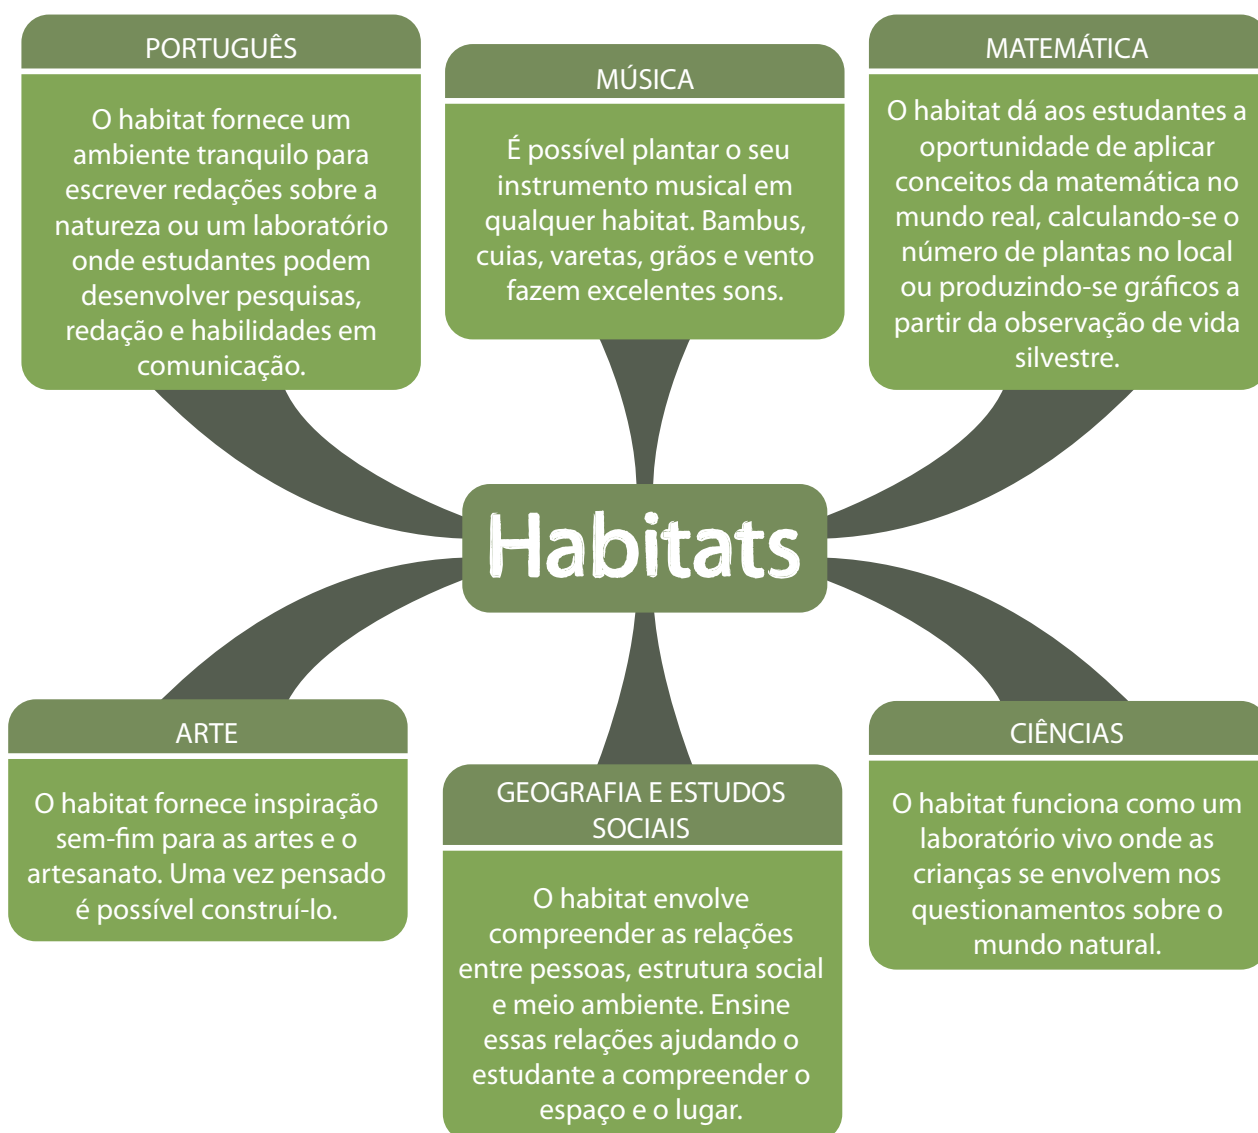 PORTUGUÊS
O habitat fornece um
ambiente tranquilo para
escrever redações sobre a
natureza ou um laboratório
onde estudantes podem
desenvolver pesquisas,
redação e habilidades em
comunicação.
MÚSICA
É possível plantar o seu
instrumento musical em
qualquer habitat. Bambus,
cuias, varetas, grãos e vento
fazem excelentes sons.
MATEMÁTICA
O habitat dá aos estudantes a
oportunidade de aplicar
conceitos da matemática no
mundo real, calculando-se o
número de plantas no local
ou produzindo-se gráficos a
partir da observação de vida
silvestre.
Habitats
ARTE
O habitat fornece inspiração
sem-fim para as artes e o
artesanato. Uma vez pensado
é possível construí-lo.
GEOGRAFIA E ESTUDOS
SOCIAIS
O habitat envolve
compreender as relações
entre pessoas, estrutura social
e meio ambiente. Ensine
essas relações ajudando o
estudante a compreender o
espaço e o lugar.
CIÊNCIAS
O habitat funciona como um
laboratório vivo onde as
crianças se envolvem nos
questionamentos sobre o
mundo natural.